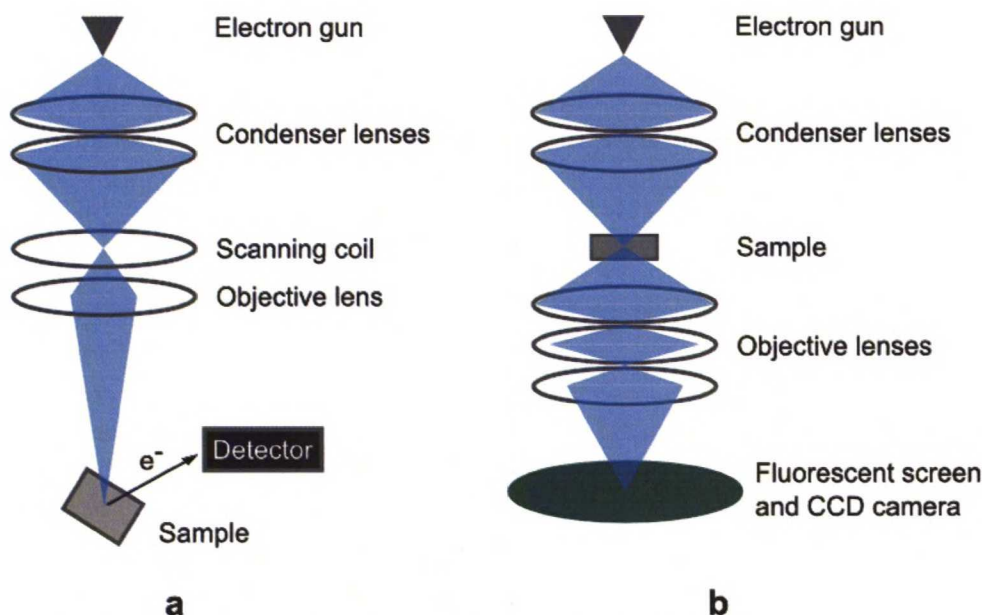 Electron gun
Condenser lenses
Scanning coil
Objective lens
Detector
e-
Sample
a
Electron gun
Condenser lenses
Sample
Objective lenses
Fluorescent screen
and CCD camera
b